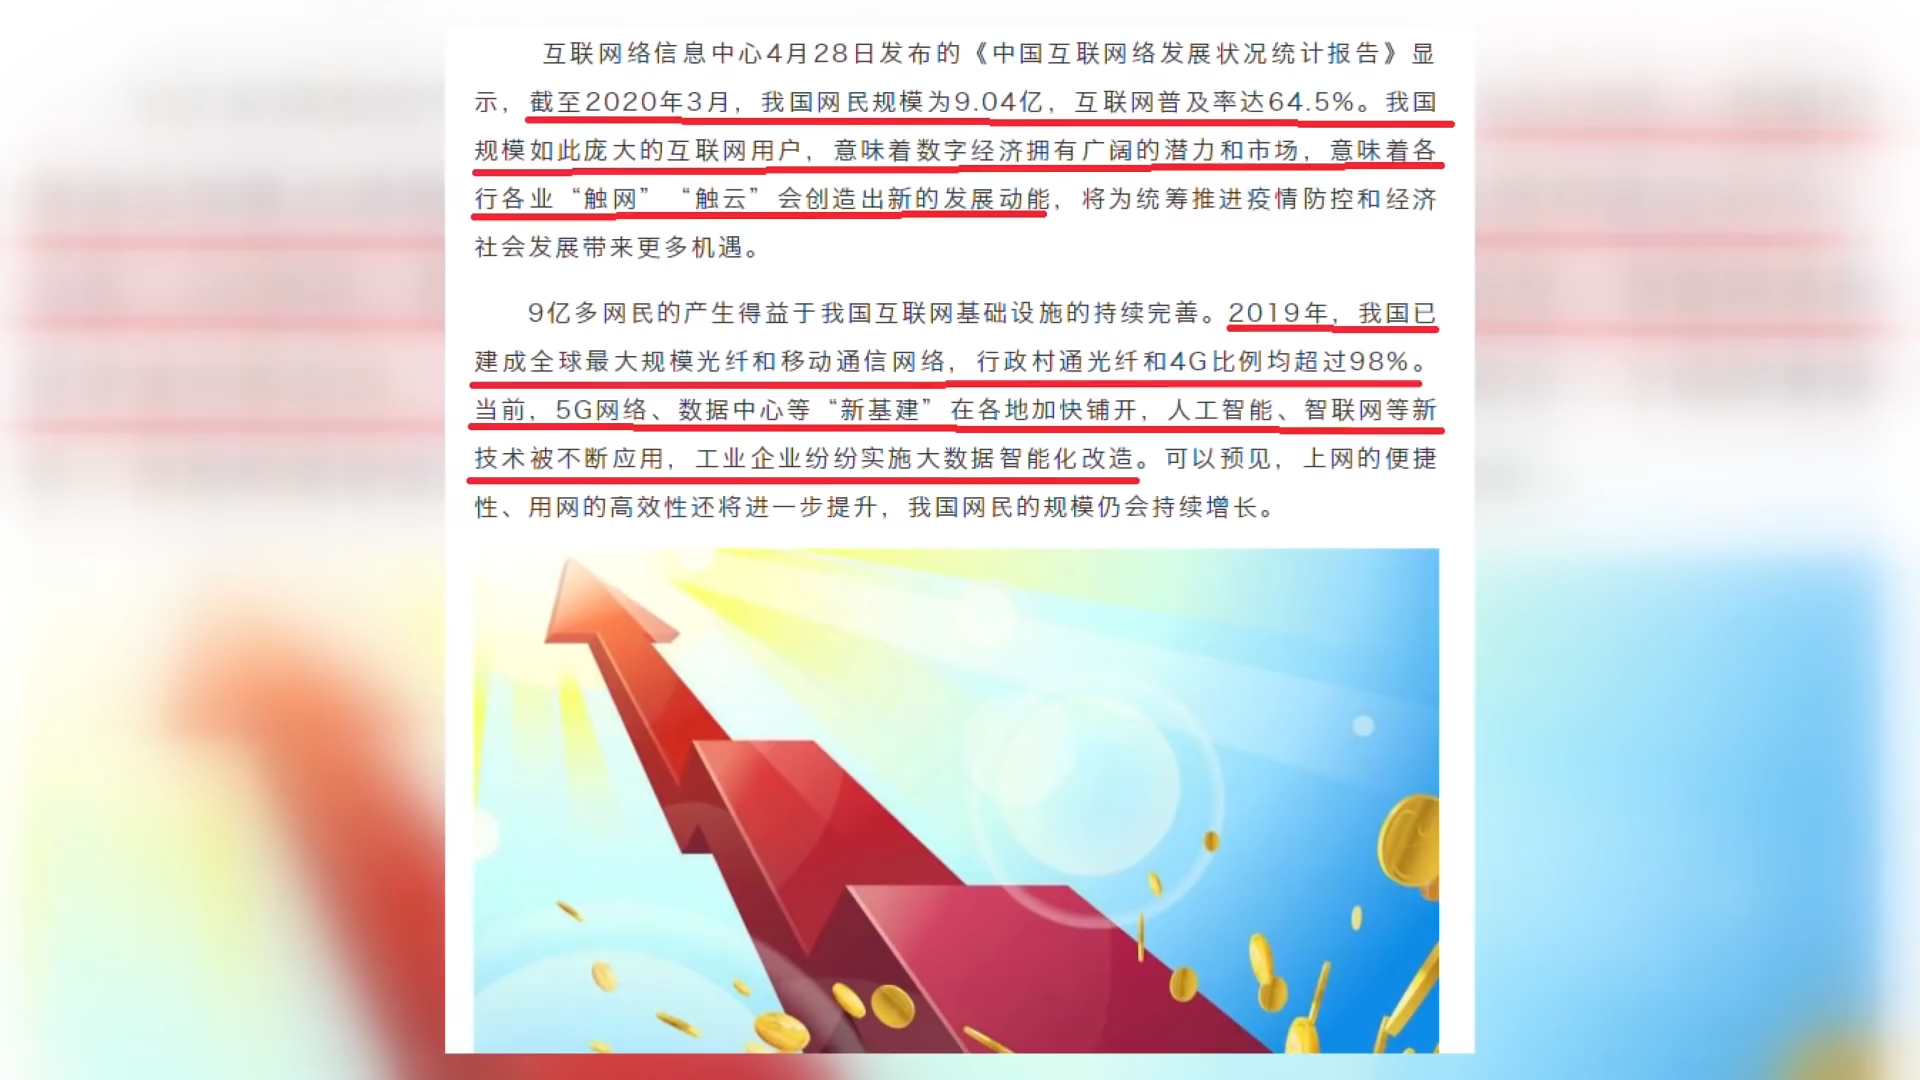 互联网络信息中心4月28日发布的《中国互联网络发展状况统计报告》显
示，截至2020年3月，我国网民规模为9.04亿，互联网普及率达64.5%。我国
规模如此庞大的互联网用户，意味着数字经济拥有广阔的潜力和市场，意味着各
行各业“触网”“触云”会创造出新的发展动能，将为统筹推进疫情防控和经济
社会发展带来更多机遇。
9亿多网民的产生得益于我国互联网基础设施的持续完善。2019年，我国已
建成全球最大规模光纤和移动通信网络，行政村通光纤和4G比例均超过98%。
当前，5G网络、数据中心等“新基建”在各地加快铺开，人工智能、智联网等新
技术被不断应用，工业企业纷纷实施大数据智能化改造。可以预见，上网的便捷
性、用网的高效性还将进一步提升，我国网民的规模仍会持续增长。